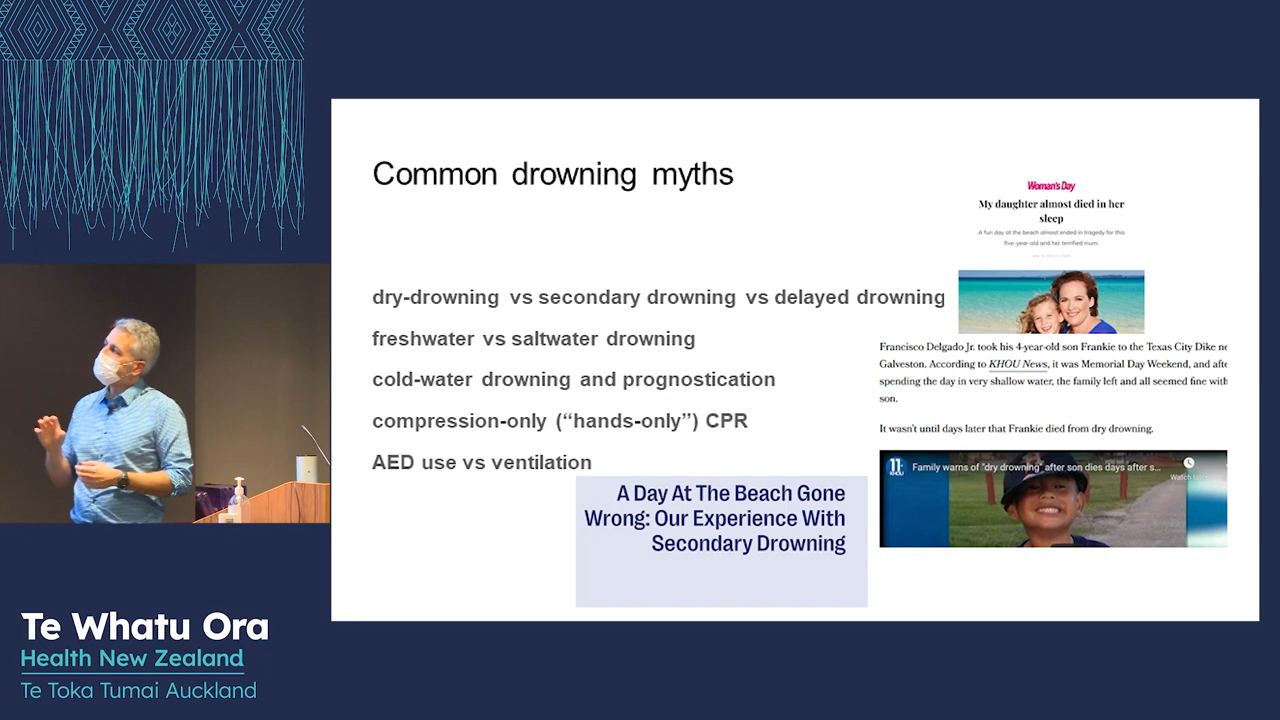 Common drowning myths
dry-drowning vs secondary drowning vs delayed drowning
freshwater vs saltwater drowning
cold-water drowning and prognostication
compression-only (“hands-only”) CPR
AED use vs ventilation
A Day At The Beach Gone
Wrong: Our Experience With
Secondary Drowning
Woman's Day
My daughter almost died in her
sleep
A fun day at the beach almost ended in tragedy for this
five-year-old and her terrified mum.
Francisco Delgado Jr. took his 4-year-old son Frankie to the Texas City Dike ne
Galveston. According to KHOU News, it was Memorial Day Weekend, and afte
spending the day in very shallow water, the family left and all seemed fine with
son.
It wasn't until days later that Frankie died from dry drowning.
11
KHOU
Family warns of "dry drowning" after son dies days after s...
Watch
Te Whatu Ora
Health New Zealand
Te Toka Tumai Auckland